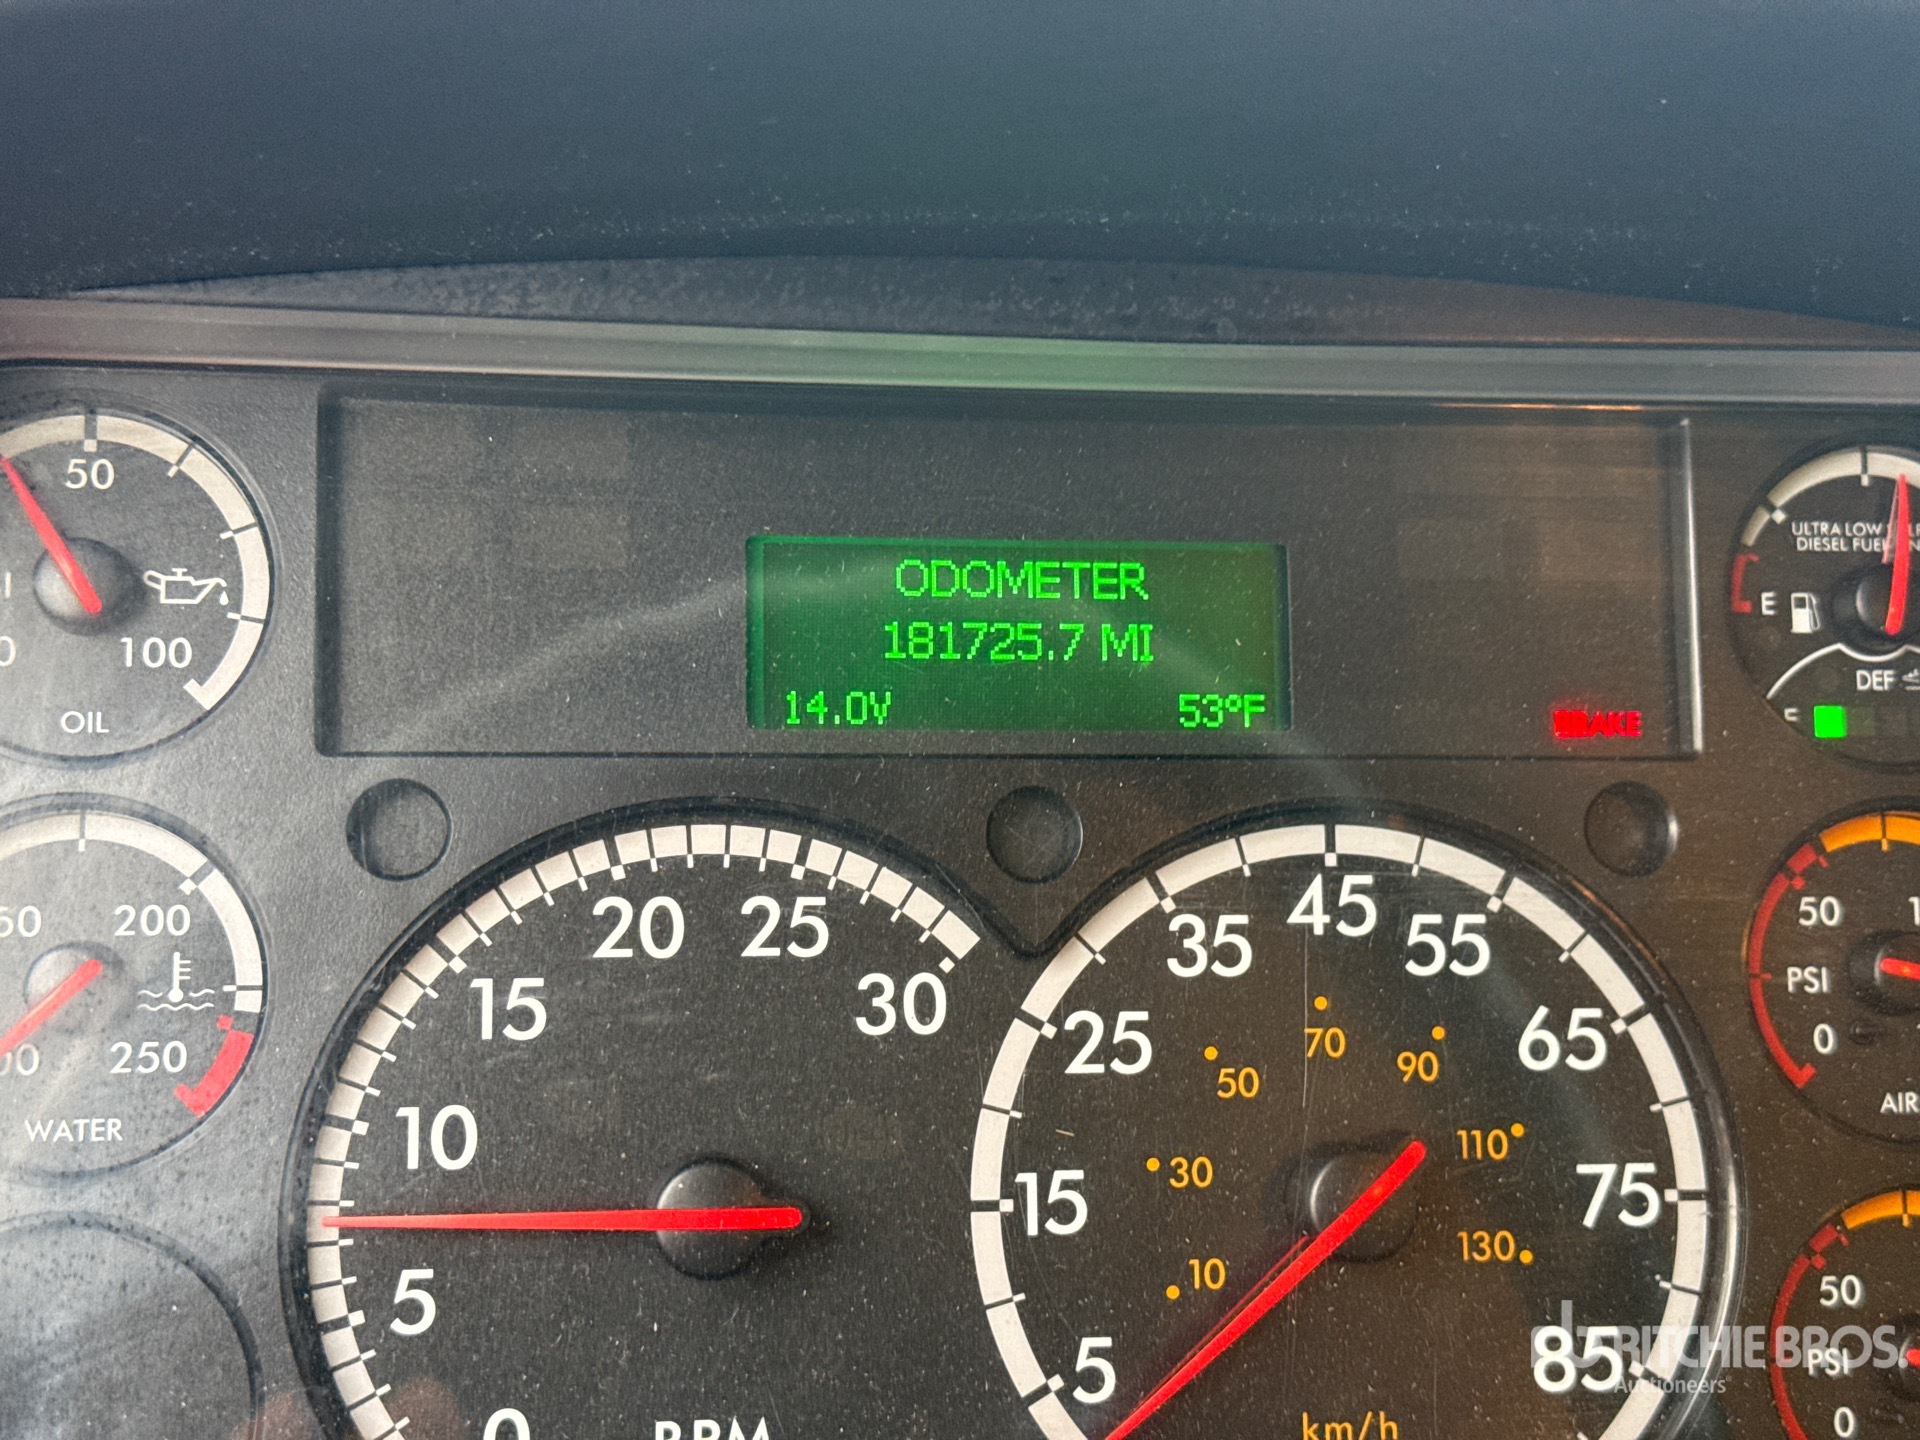 ODOMETER
181725.7 MI
14.0V
53°F
BRAKE
50
100
OIL
ULTRA LOW
DIESEL FUEL
E
DEF
200
250
WATER
0
5
10
15
20
25
30
RPM
5
15
25
35
45
55
65
75
85
10
30
50
70
90
110
130
km/h
50
PSI
0
AIR
50
PSI
0
RITCHIE BROS.
Auctioneers